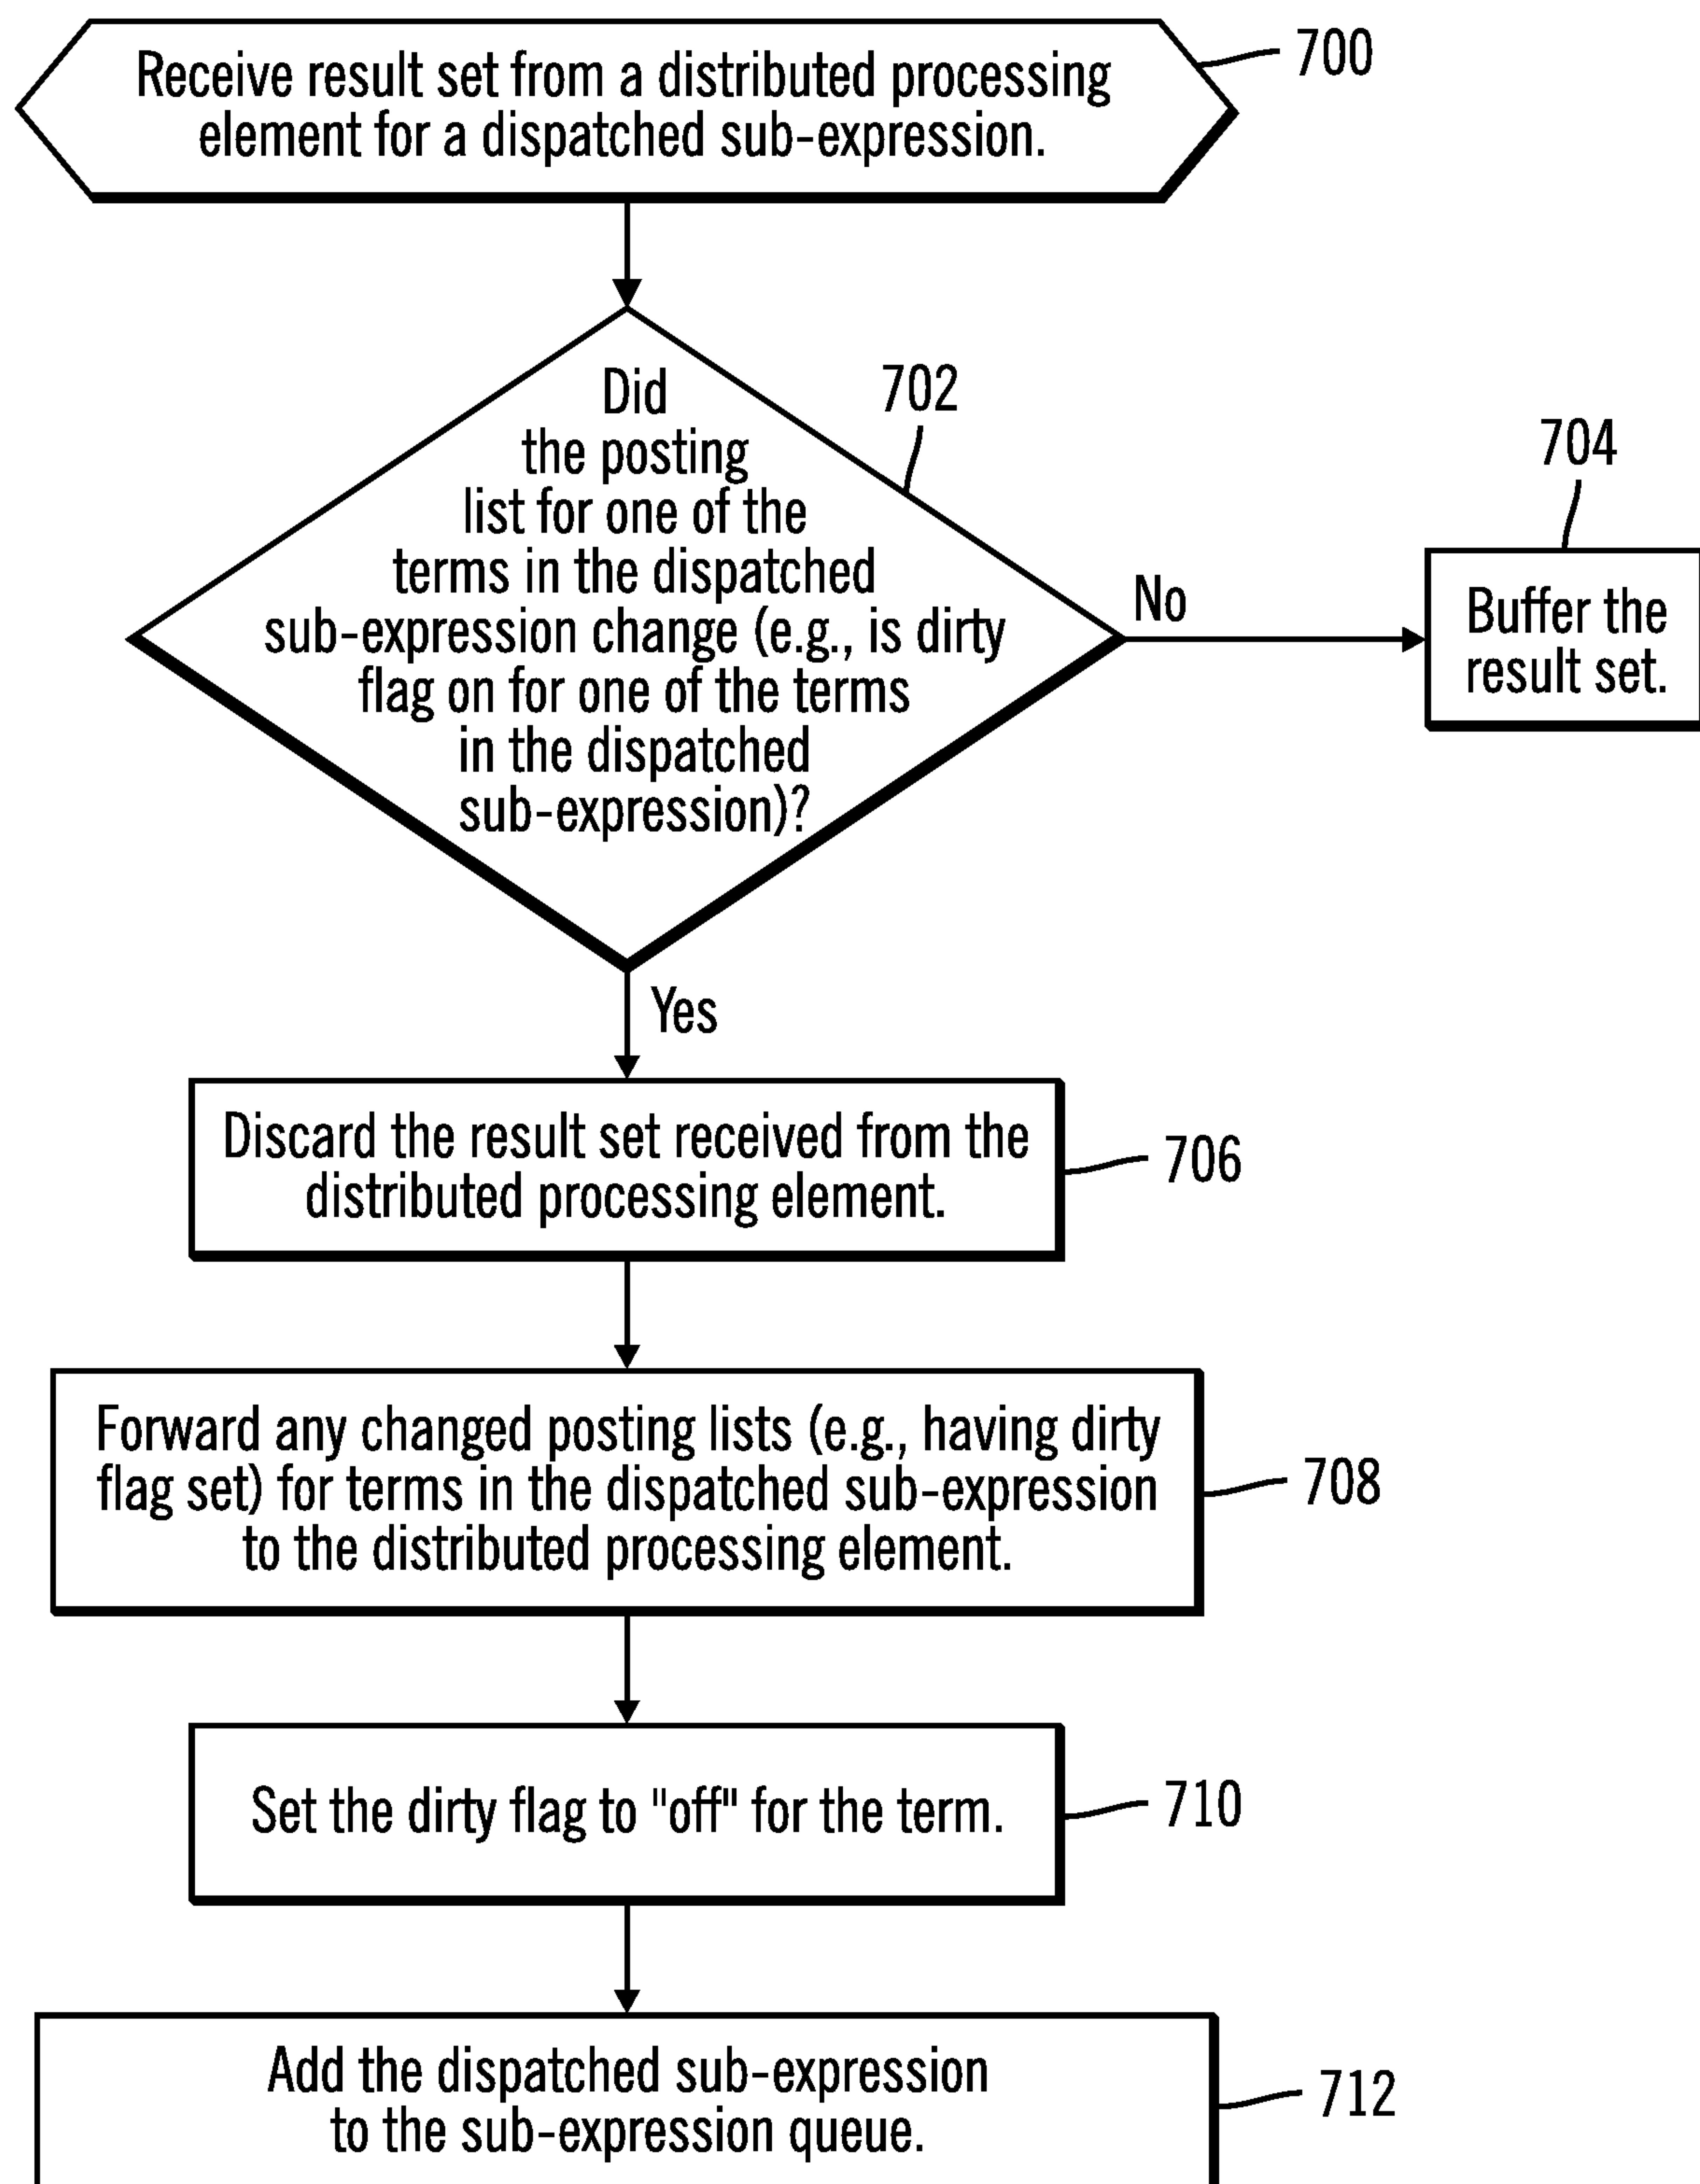 Receive result set from a distributed processing
element for a dispatched sub-expression.
700
Did
the posting
list for one of the
terms in the dispatched
sub-expression change (e.g., is dirty
flag on for one of the terms
in the dispatched
sub-expression)?
702
No
704
Buffer the
result set.
Yes
Discard the result set received from the
distributed processing element.
706
Forward any changed posting lists (e.g., having dirty
flag set) for terms in the dispatched sub-expression
to the distributed processing element.
708
Set the dirty flag to "off" for the term.
710
Add the dispatched sub-expression
to the sub-expression queue.
712